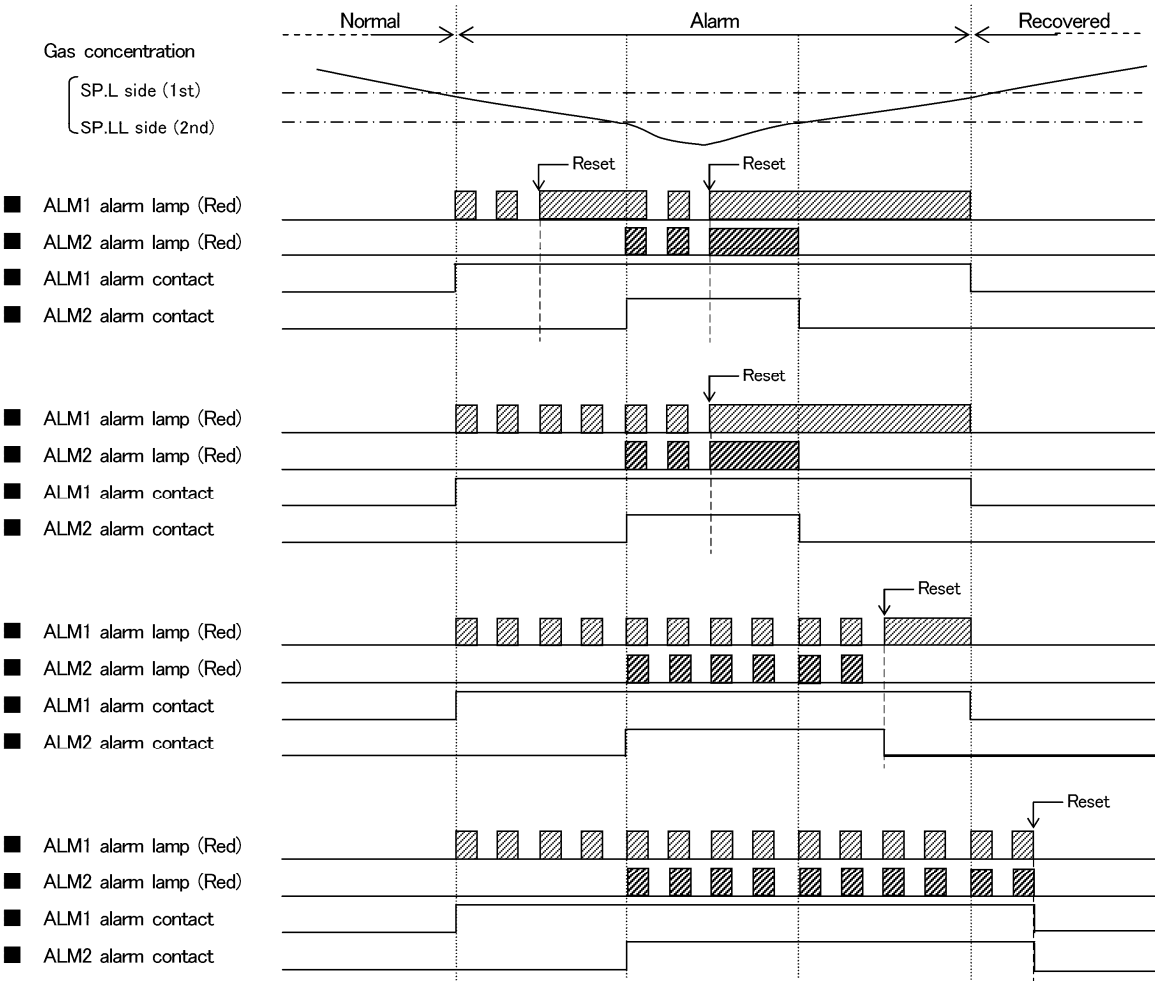 Normal Alarm Recovered
Gas concentration
SP.L side (1st)
SP.LL side (2nd)
Reset Reset
■ ALM1 alarm lamp (Red)
■ ALM2 alarm lamp (Red)
■ ALM1 alarm contact
■ ALM2 alarm contact
Reset
■ ALM1 alarm lamp (Red)
■ ALM2 alarm lamp (Red)
■ ALM1 alarm contact
■ ALM2 alarm contact
Reset
■ ALM1 alarm lamp (Red)
■ ALM2 alarm lamp (Red)
■ ALM1 alarm contact
■ ALM2 alarm contact
Reset
■ ALM1 alarm lamp (Red)
■ ALM2 alarm lamp (Red)
■ ALM1 alarm contact
■ ALM2 alarm contact